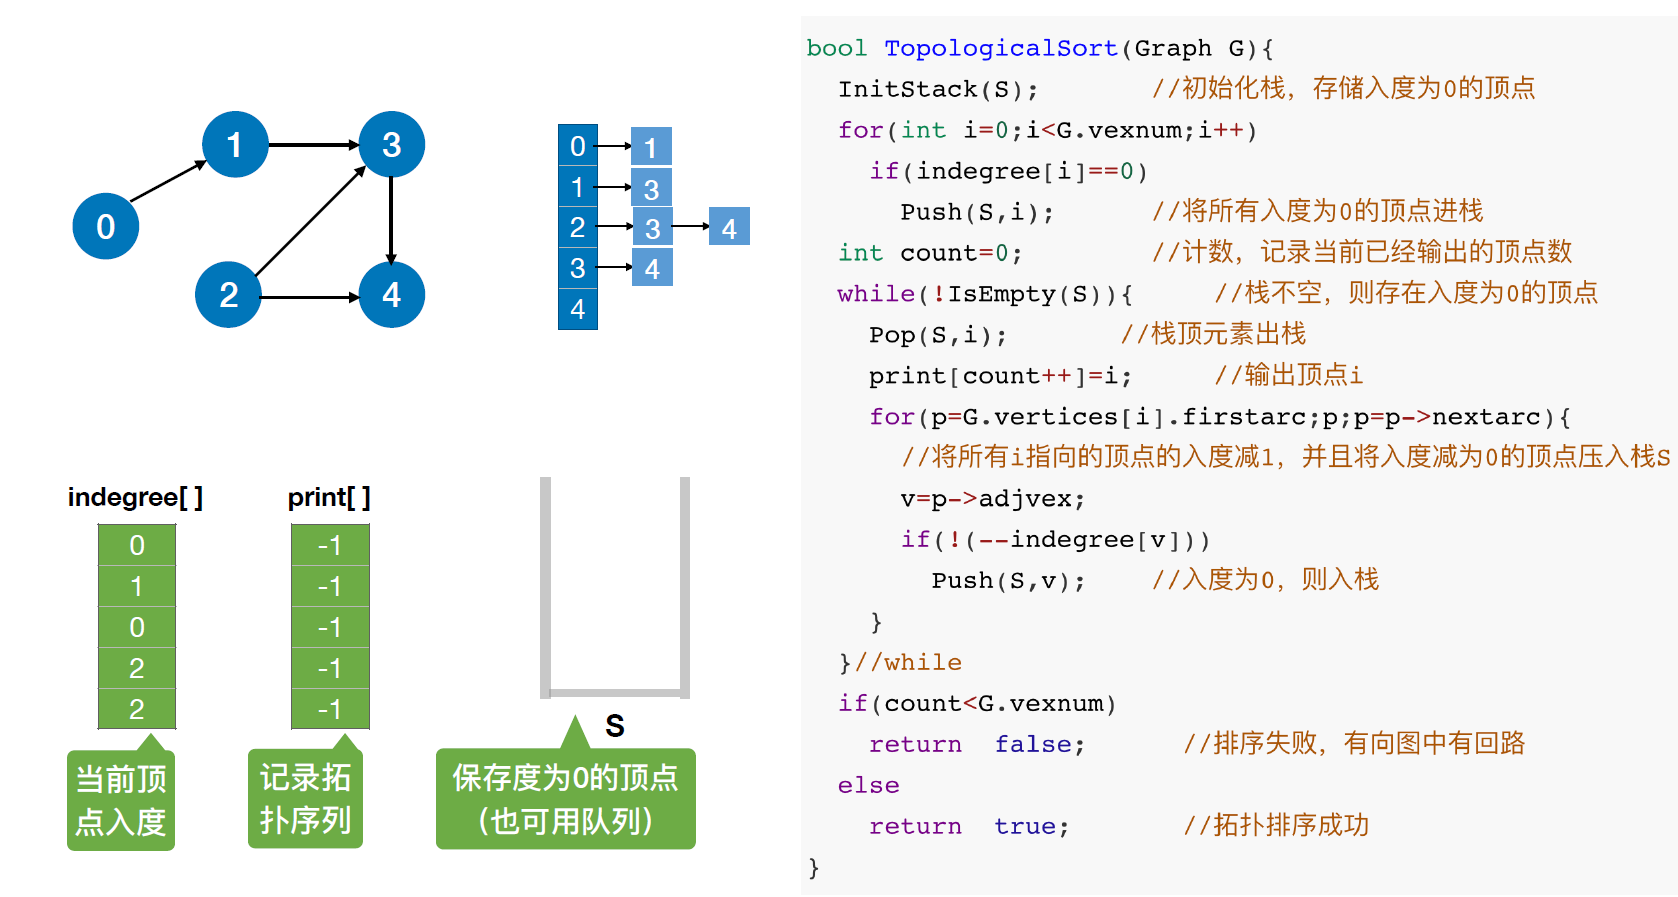 0
1
3
2
4
0 1
1 3
2 3 4
3 4
4
indegree[ ]
0
1
0
2
2
当前顶
点入度
print[ ]
-1
-1
-1
-1
-1
记录拓
扑序列
S
保存度为0的顶点
（也可用队列）
bool TopologicalSort(Graph G){
InitStack(S); //初始化栈，存储入度为0的顶点
for(int i=0;i<G.vexnum;i++)
if(indegree[i]==0)
Push(S,i); //将所有入度为0的顶点进栈
int count=0; //计数，记录当前已经输出的顶点数
while(!IsEmpty(S)){ //栈不空，则存在入度为0的顶点
Pop(S,i); //栈顶元素出栈
print[count++]=i; //输出顶点i
for(p=G.vertices[i].firstarc;p;p=p->nextarc){
//将所有i指向的顶点的入度减1，并且将入度减为0的顶点压入栈S
v=p->adjvex;
if(!(--indegree[v]))
Push(S,v); //入度为0，则入栈
}
}//while
if(count<G.vexnum)
return false; //排序失败，有向图中有回路
else
return true; //拓扑排序成功
}